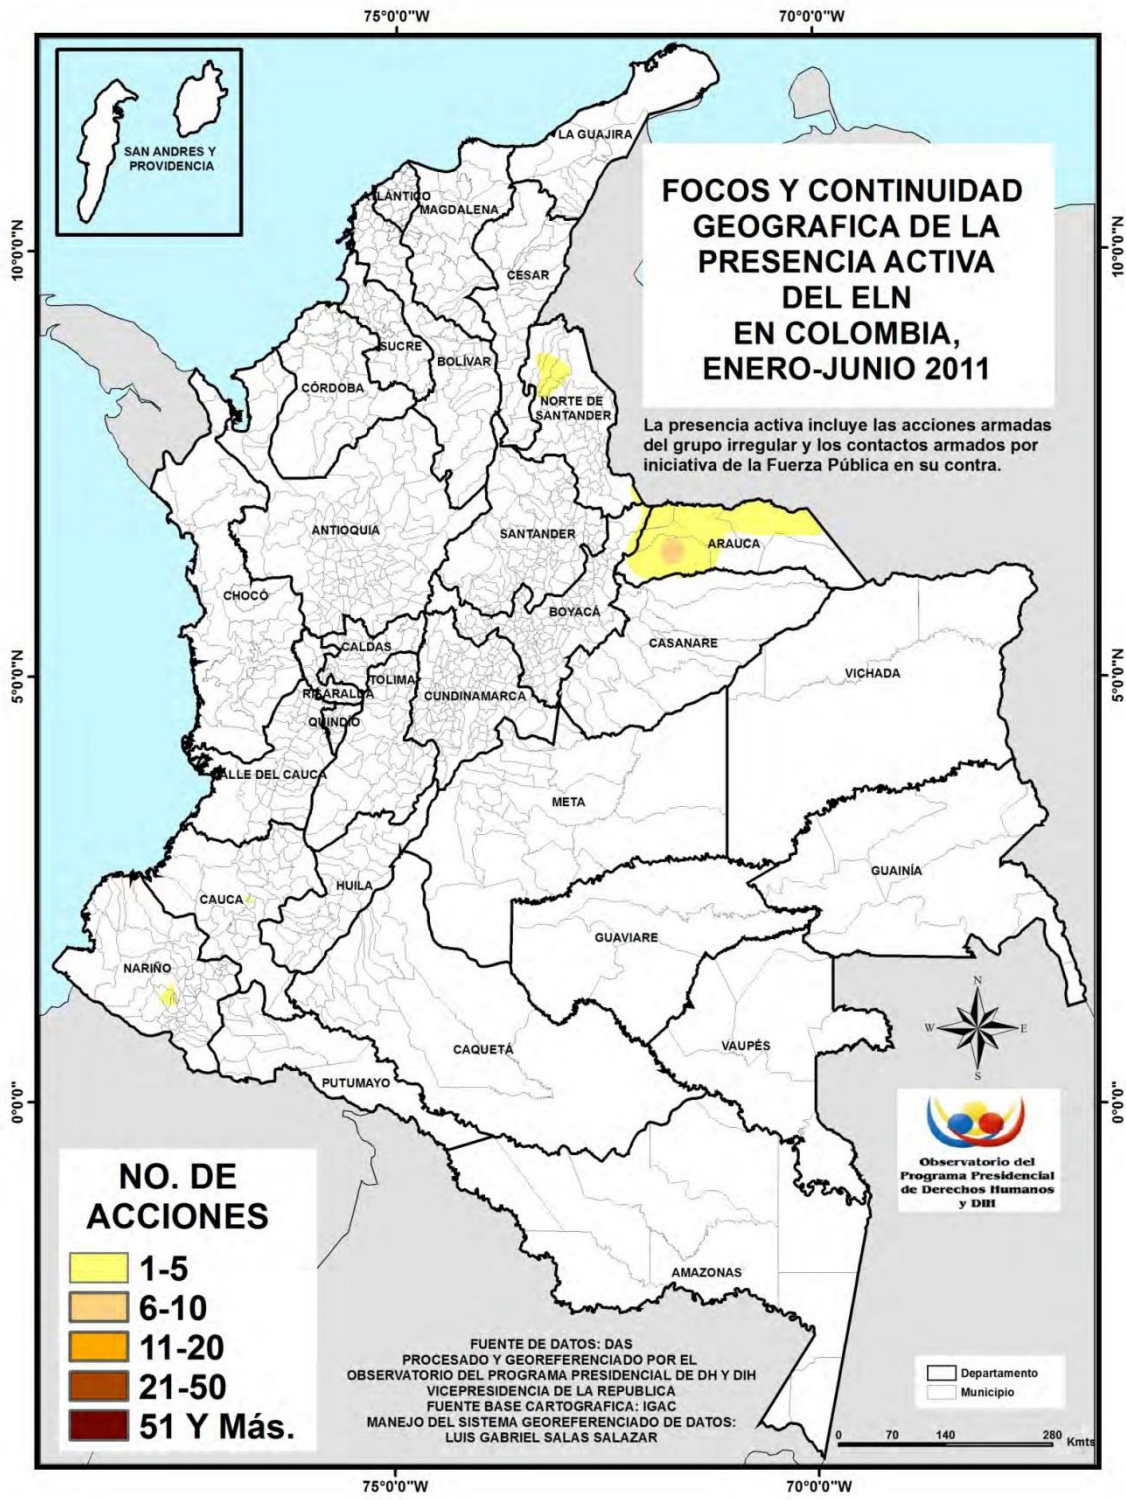 75°0'0"W
70°0'0"W
SAN ANDRES Y
PROVIDENCIA
LA GUAJIRA
FOCOS Y CONTINUIDAD
GEOGRAFICA DE LA
PRESENCIA ACTIVA
DEL ELN
EN COLOMBIA,
ENERO-JUNIO 2011
La presencia activa incluye las acciones armadas
del grupo irregular y los contactos armados por
iniciativa de la Fuerza Pública en su contra.
10°0'0"N
10°0'0"N
ATLÁNTICO
MAGDALENA
CESAR
SUCRE
BOLÍVAR
CÓRDOBA
NORTE DE
SANTANDER
ANTIOQUIA
SANTANDER
ARAUCA
CHOCÓ
BOYACÁ
CASANARE
CALDAS
5°0'0"N
5°0'0"N
VICHADA
TOLIMA
RISARALDA
CUNDINAMARCA
QUINDÍO
ALLE DEL CAUCA
META
GUAINÍA
HUILA
CAUCA
GUAVIARE
NARIÑO
N
W
E
S
VAUPÉS
CAQUETÁ
PUTUMAYO
0°0'0"
0°0'0"
Observatorio del
Programa Presidencial
de Derechos Humanos
y DIH
NO. DE
ACCIONES
1-5
6-10
11-20
21-50
51 Y Más.
AMAZONAS
FUENTE DE DATOS: DAS
PROCESADO Y GEOREFERENCIADO POR EL
OBSERVATORIO DEL PROGRAMA PRESIDENCIAL DE DH Y DIH
VICEPRESIDENCIA DE LA REPUBLICA
FUENTE BASE CARTOGRAFICA: IGAC
MANEJO DEL SISTEMA GEOREFERENCIADO DE DATOS:
LUIS GABRIEL SALAS SALAZAR
Departamento
Municipio
0 70 140 280 Kmts
75°0'0"W
70°0'0"W